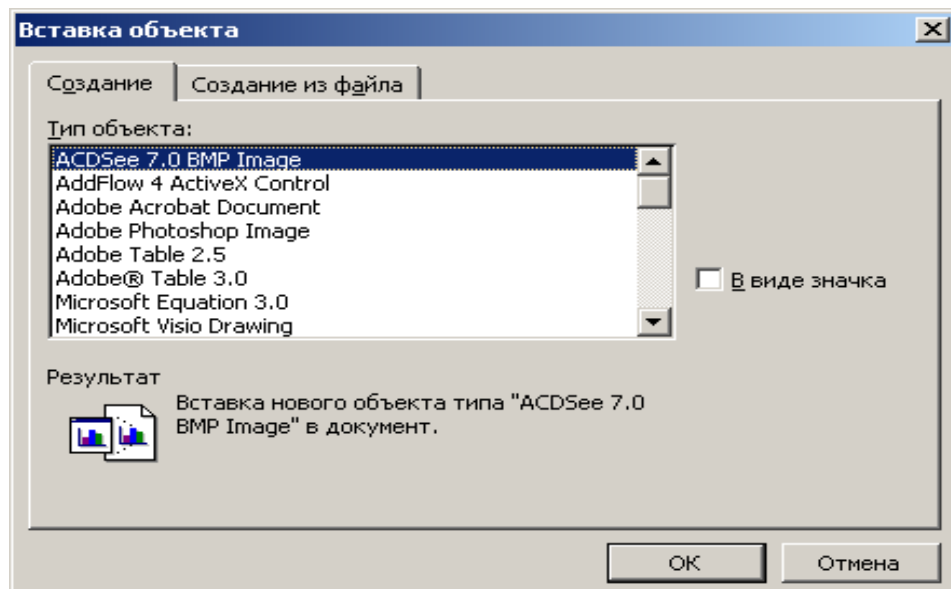 Вставка объекта
Создание
Создание из файла
Тип объекта:
ACDSee 7.0 BMP Image
AddFlow 4 ActiveX Control
Adobe Acrobat Document
Adobe Photoshop Image
Adobe Table 2.5
Adobe® Table 3.0
Microsoft Equation 3.0
Microsoft Visio Drawing
В виде значка
Результат
Вставка нового объекта типа "ACDSee 7.0
BMP Image" в документ.
ОК
Отмена